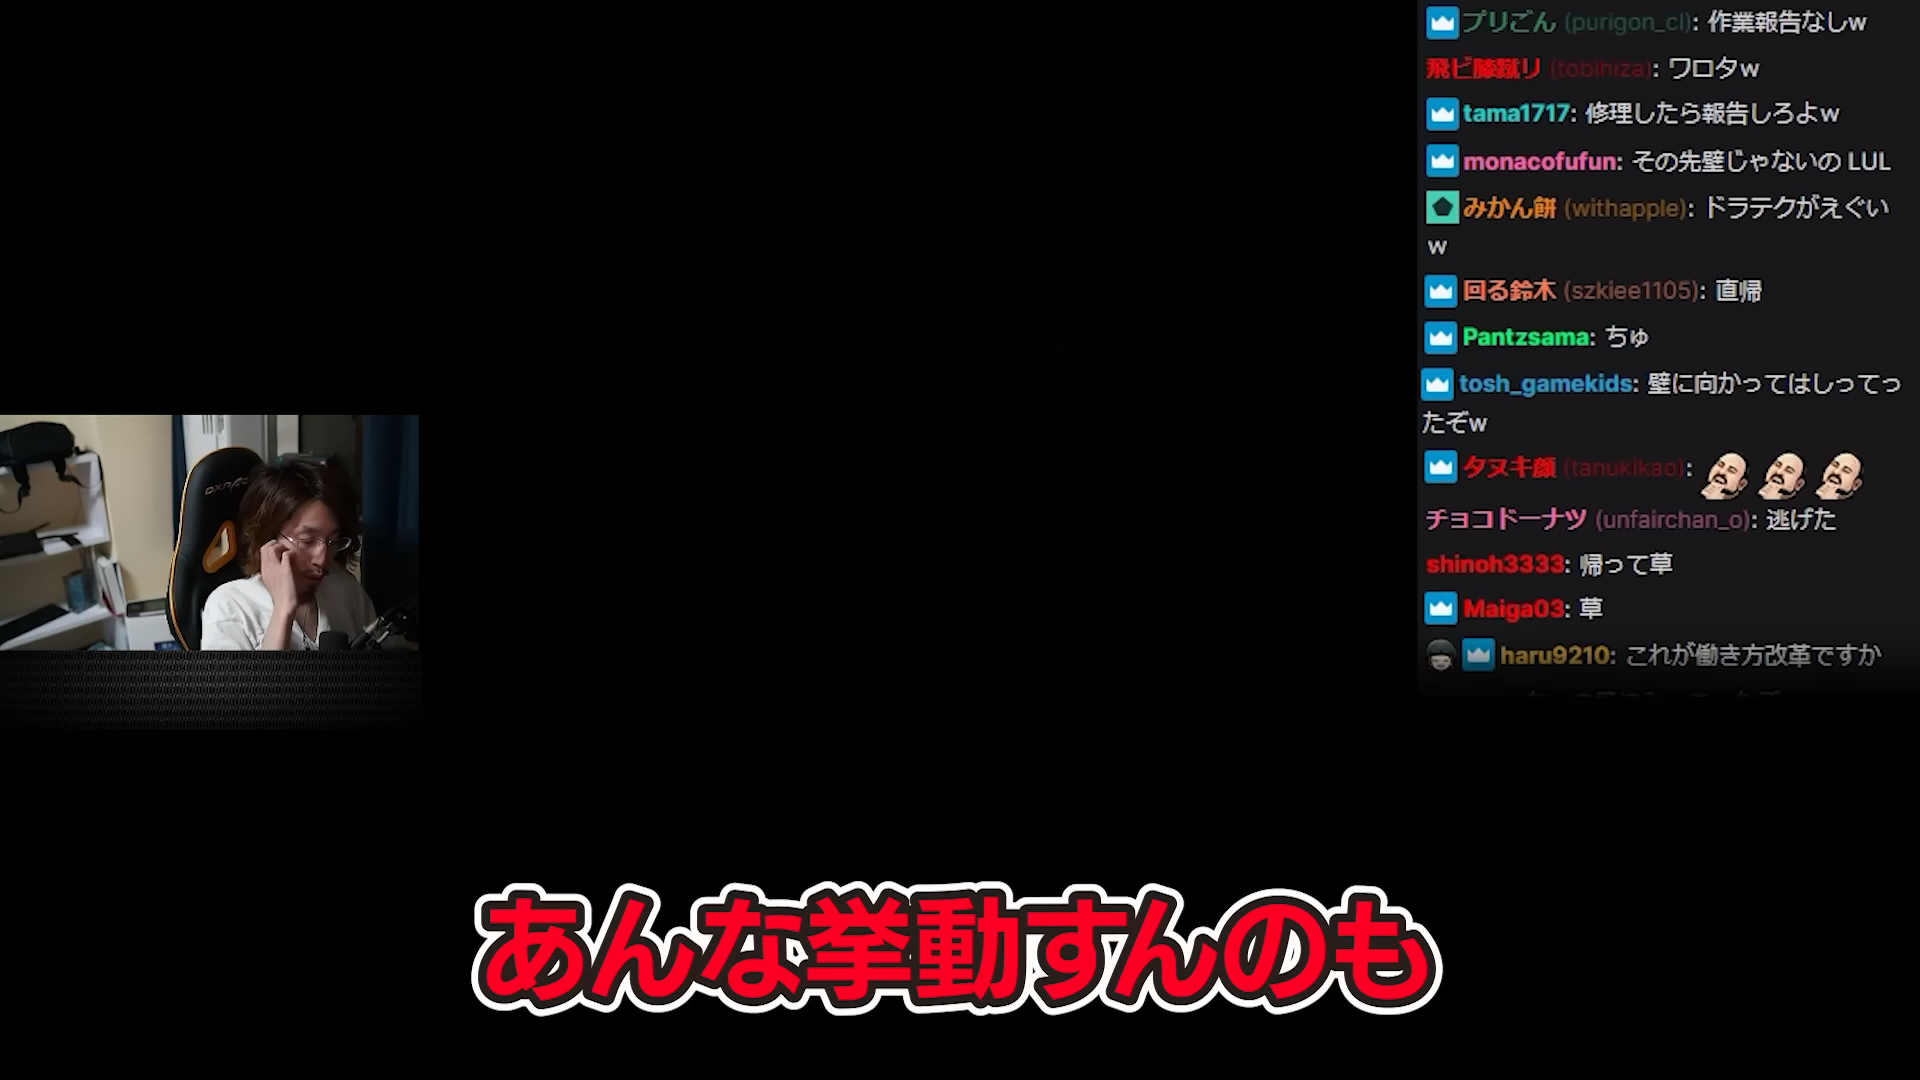 プリごん (purigon_cl): 作業報告なしw
飛ビ膝蹴リ (tobihiza): ワロタw
tama1717: 修理したら報告しろよw
monacofufun: その先壁じゃないの LUL
みかん餅 (withapple): ドラテクがえぐい
w
回る鈴木 (szkiee1105): 直帰
Pantzsama: ちゅ
tosh_gamekids: 壁に向かってはしってっ
たぞw
タヌキ顔 (tanukikao):
チョコドーナツ (unfairchan_o): 逃げた
shinoh3333: 帰って草
Maiga03: 草
haru9210: これが働き方改革ですか
あんな挙動すんのも